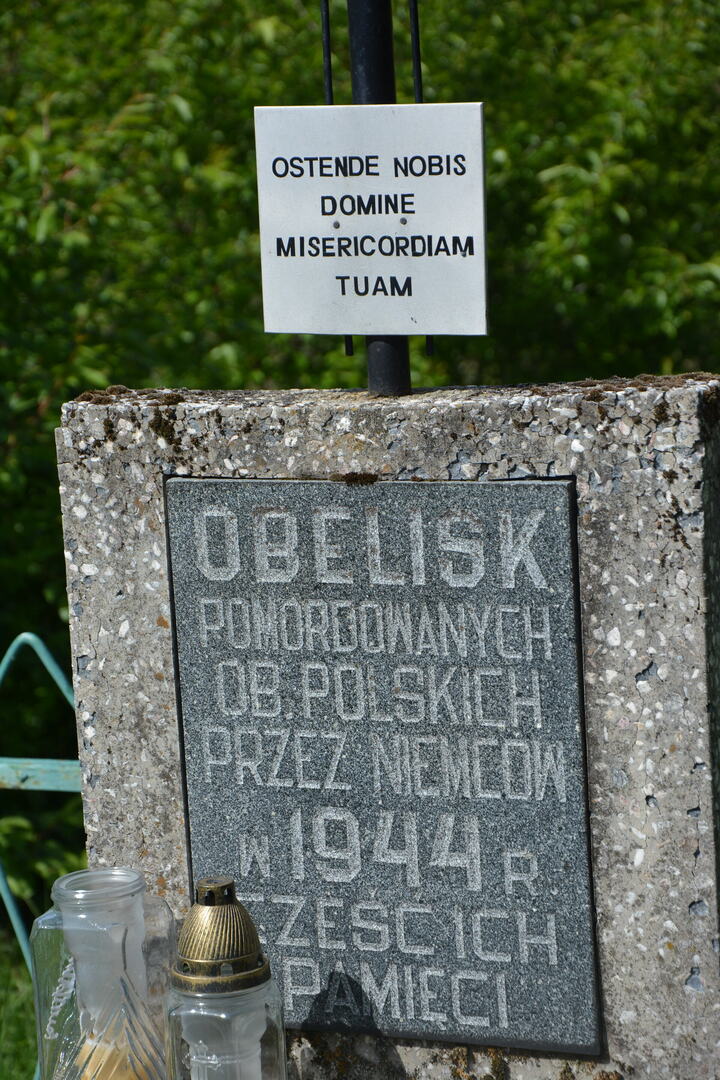 OSTENDE NOBIS
DOMINE
MISERICORDIAM
TUAM
OBELISK
POMORDOWANYCH
OB. POLSKICH
PRZEZ NIEMCÓW
W 1944 R
CZEŚĆ ICH
PAMIĘCI